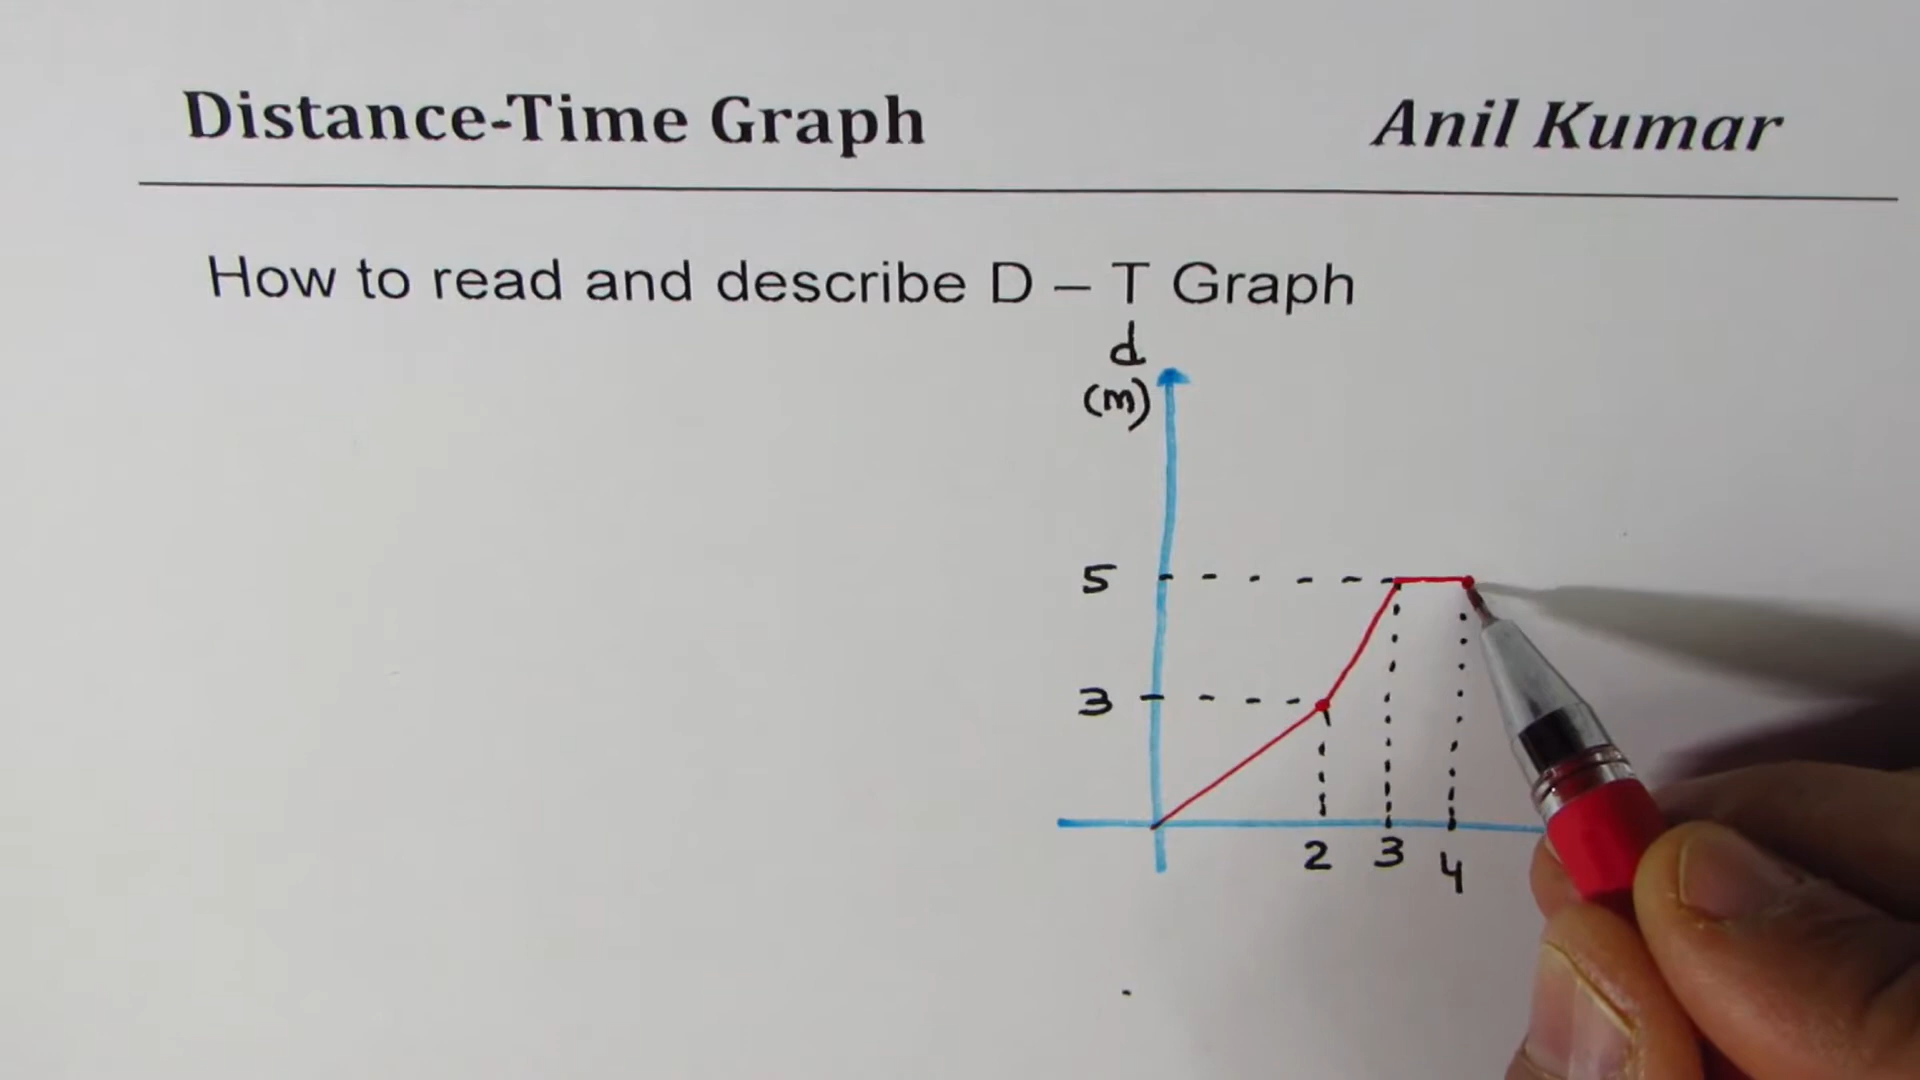 Distance-Time Graph Anil Kumar
How to read and describe D – T Graph
d
(m)
5
3
2 3 4